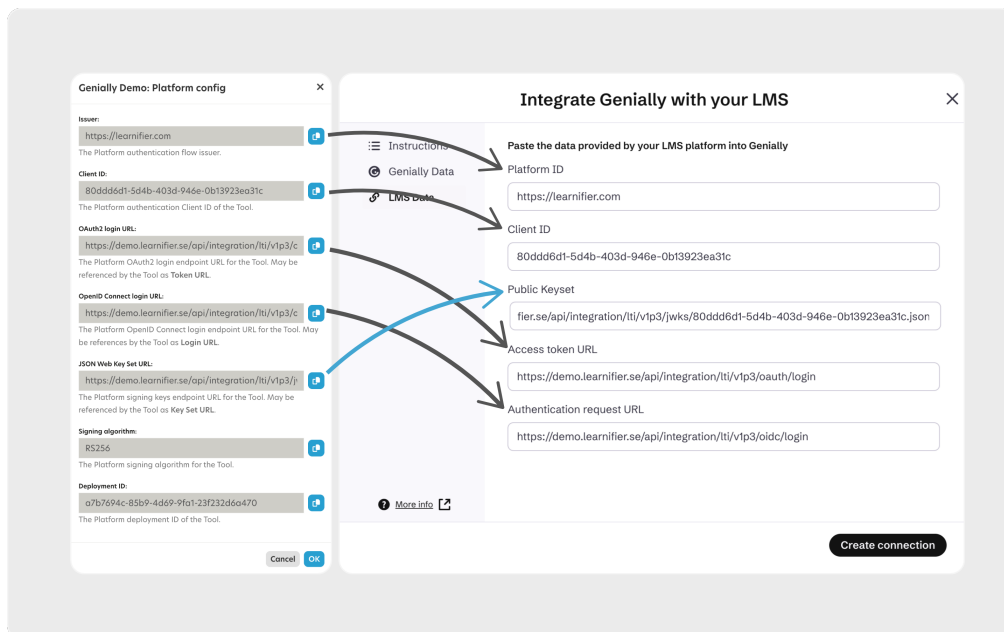 Genially Demo: Platform config
Issuer:
https://learnifier.com
The Platform authentication flow issuer.
Client ID:
80ddd6d1-5d4b-403d-946e-0b13923ea31c
The Platform authentication Client ID of the Tool.
OAuth2 login URL:
https://demo.learnifier.se/api/integration/lti/v1p3/c
The Platform OAuth2 login endpoint URL for the Tool. May be
referenced by the Tool as Token URL.
OpenID Connect login URL:
https://demo.learnifier.se/api/integration/lti/v1p3/c
The Platform OpenID Connect login endpoint URL for the Tool. May
be references by the Tool as Login URL.
JSON Web Key Set URL:
https://demo.learnifier.se/api/integration/lti/v1p3/j
The Platform signing keys endpoint URL for the Tool. May be
referenced by the Tool as Key Set URL.
Signing algorithm:
RS256
The Platform signing algorithm for the Tool.
Deployment ID:
a7b7694c-85b9-4d69-9fa1-23f232d6a470
The Platform deployment ID of the Tool.
Cancel
OK
Integrate Genially with your LMS
Instructions
Genially Data
LMS Data
More info
Paste the data provided by your LMS platform into Genially
Platform ID
https://learnifier.com
Client ID
80ddd6d1-5d4b-403d-946e-0b13923ea31c
Public Keyset
fier.se/api/integration/lti/v1p3/jwks/80ddd6d1-5d4b-403d-946e-0b13923ea31c.json
Access token URL
https://demo.learnifier.se/api/integration/lti/v1p3/oauth/login
Authentication request URL
https://demo.learnifier.se/api/integration/lti/v1p3/oidc/login
Create connection